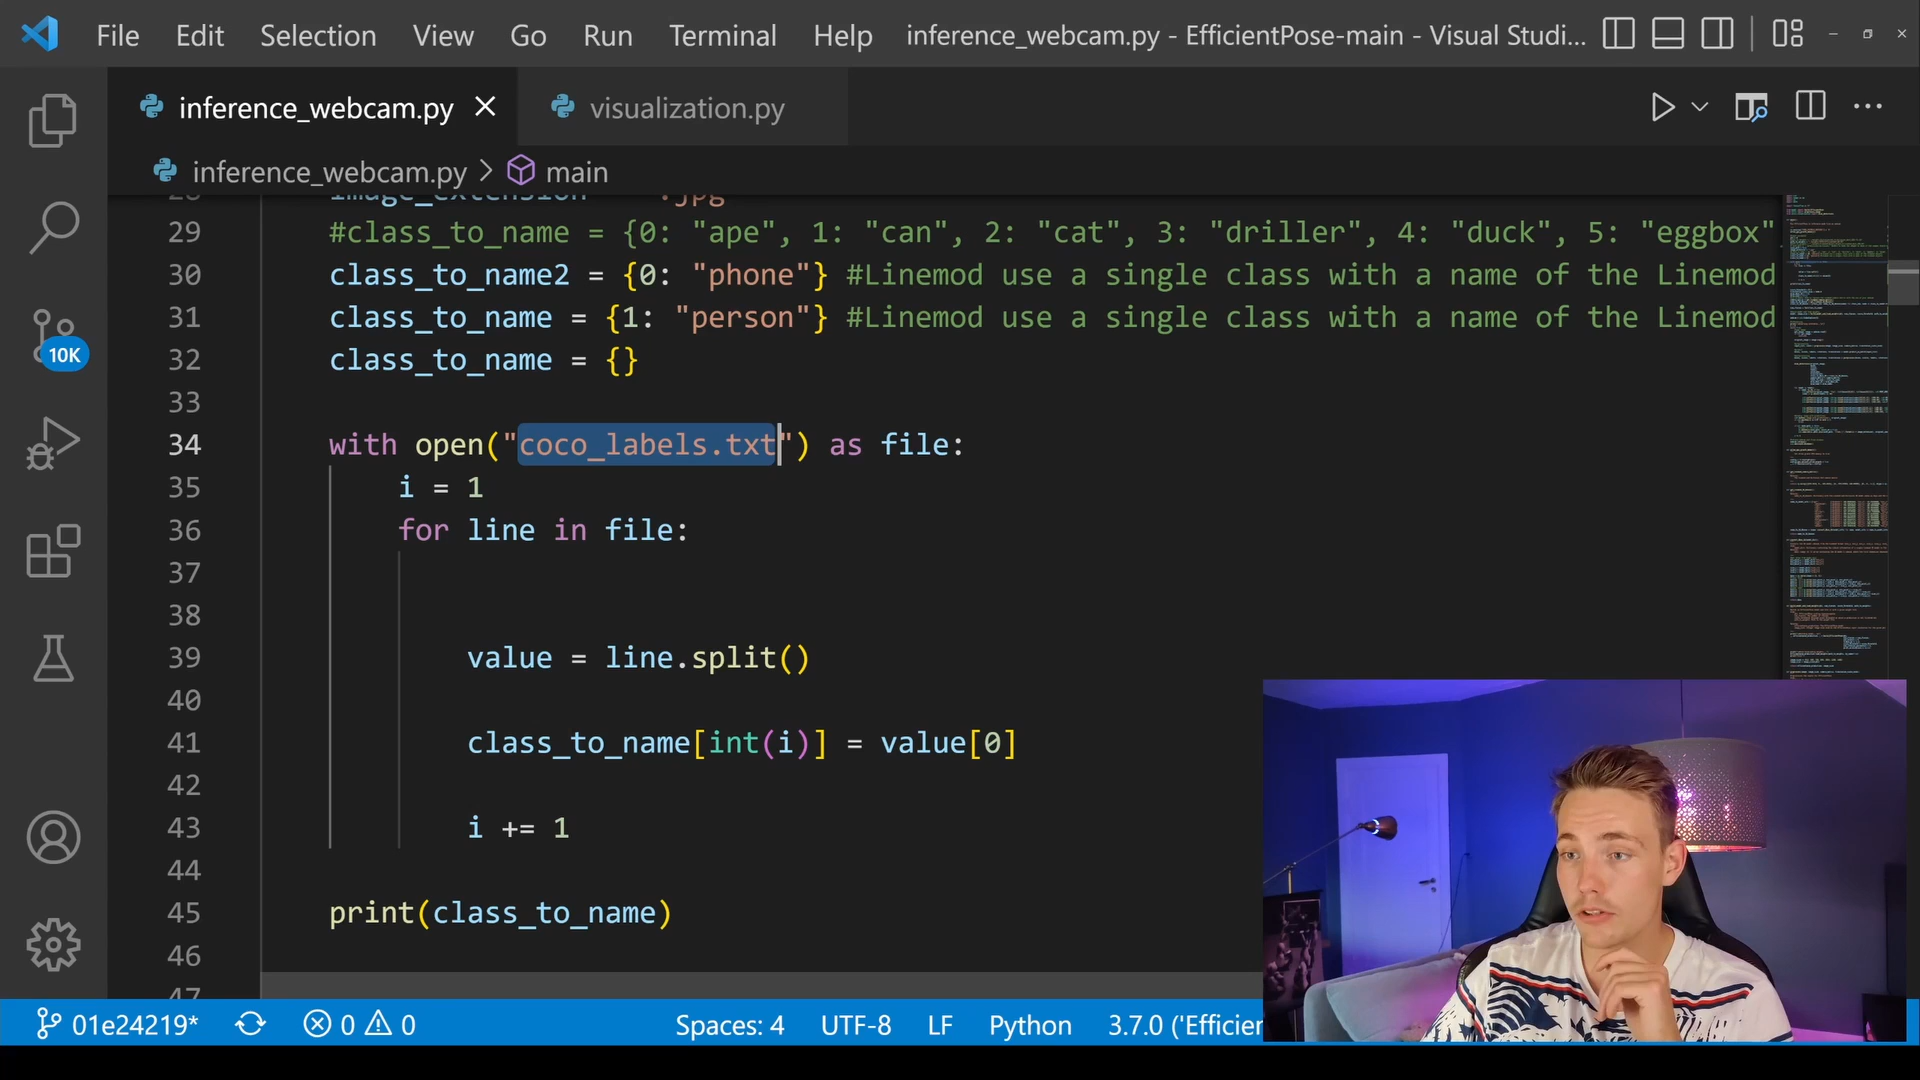 File Edit Selection View Go Run Terminal Help inference_webcam.py - EfficientPose-main - Visual Studi...
inference_webcam.py visualization.py
inference_webcam.py > main
29 #class_to_name = {0: "ape", 1: "can", 2: "cat", 3: "driller", 4: "duck", 5: "eggbox"
30 class_to_name2 = {0: "phone"} #Linemod use a single class with a name of the Linemod
31 class_to_name = {1: "person"} #Linemod use a single class with a name of the Linemod
32 class_to_name = {}
33
34 with open("coco_labels.txt") as file:
35 i = 1
36 for line in file:
37
38
39 value = line.split()
40
41 class_to_name[int(i)] = value[0]
42
43 i += 1
44
45 print(class_to_name)
46
10K
01e24219* 0 0 Spaces: 4 UTF-8 LF Python 3.7.0 ('Efficien